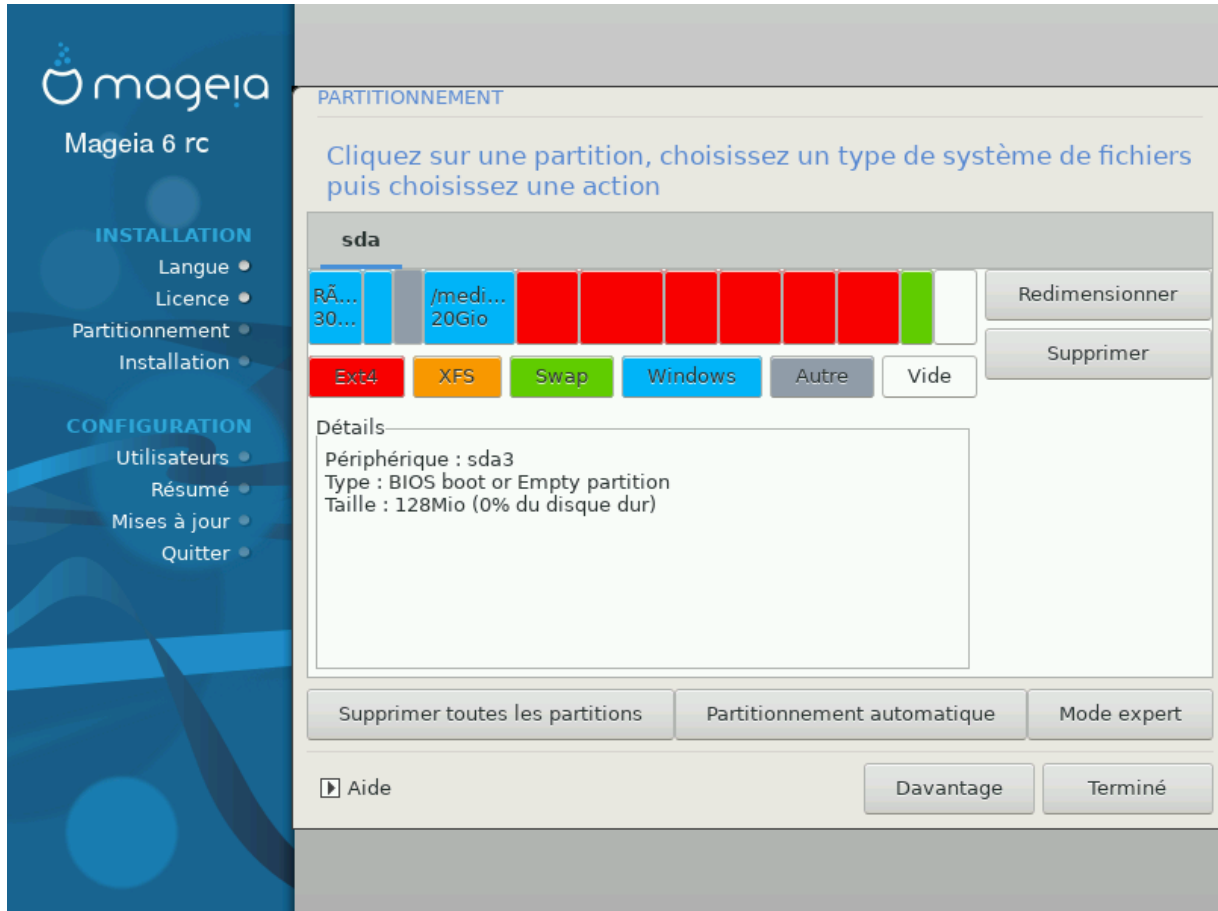 mageia
Mageia 6 rc
INSTALLATION
Langue
Licence
Partitionnement
Installation
CONFIGURATION
Utilisateurs
Résumé
Mises à jour
Quitter
PARTITIONNEMENT
Cliquez sur une partition, choisissez un type de système de fichiers
puis choisissez une action
sda
RÃ...
30...
/medi...
20Gio
Redimensionner
Supprimer
Ext4 XFS Swap Windows Autre Vide
Détails
Périphérique : sda3
Type : BIOS boot or Empty partition
Taille : 128Mio (0% du disque dur)
Supprimer toutes les partitions Partitionnement automatique Mode expert
Aide Davantage Terminé